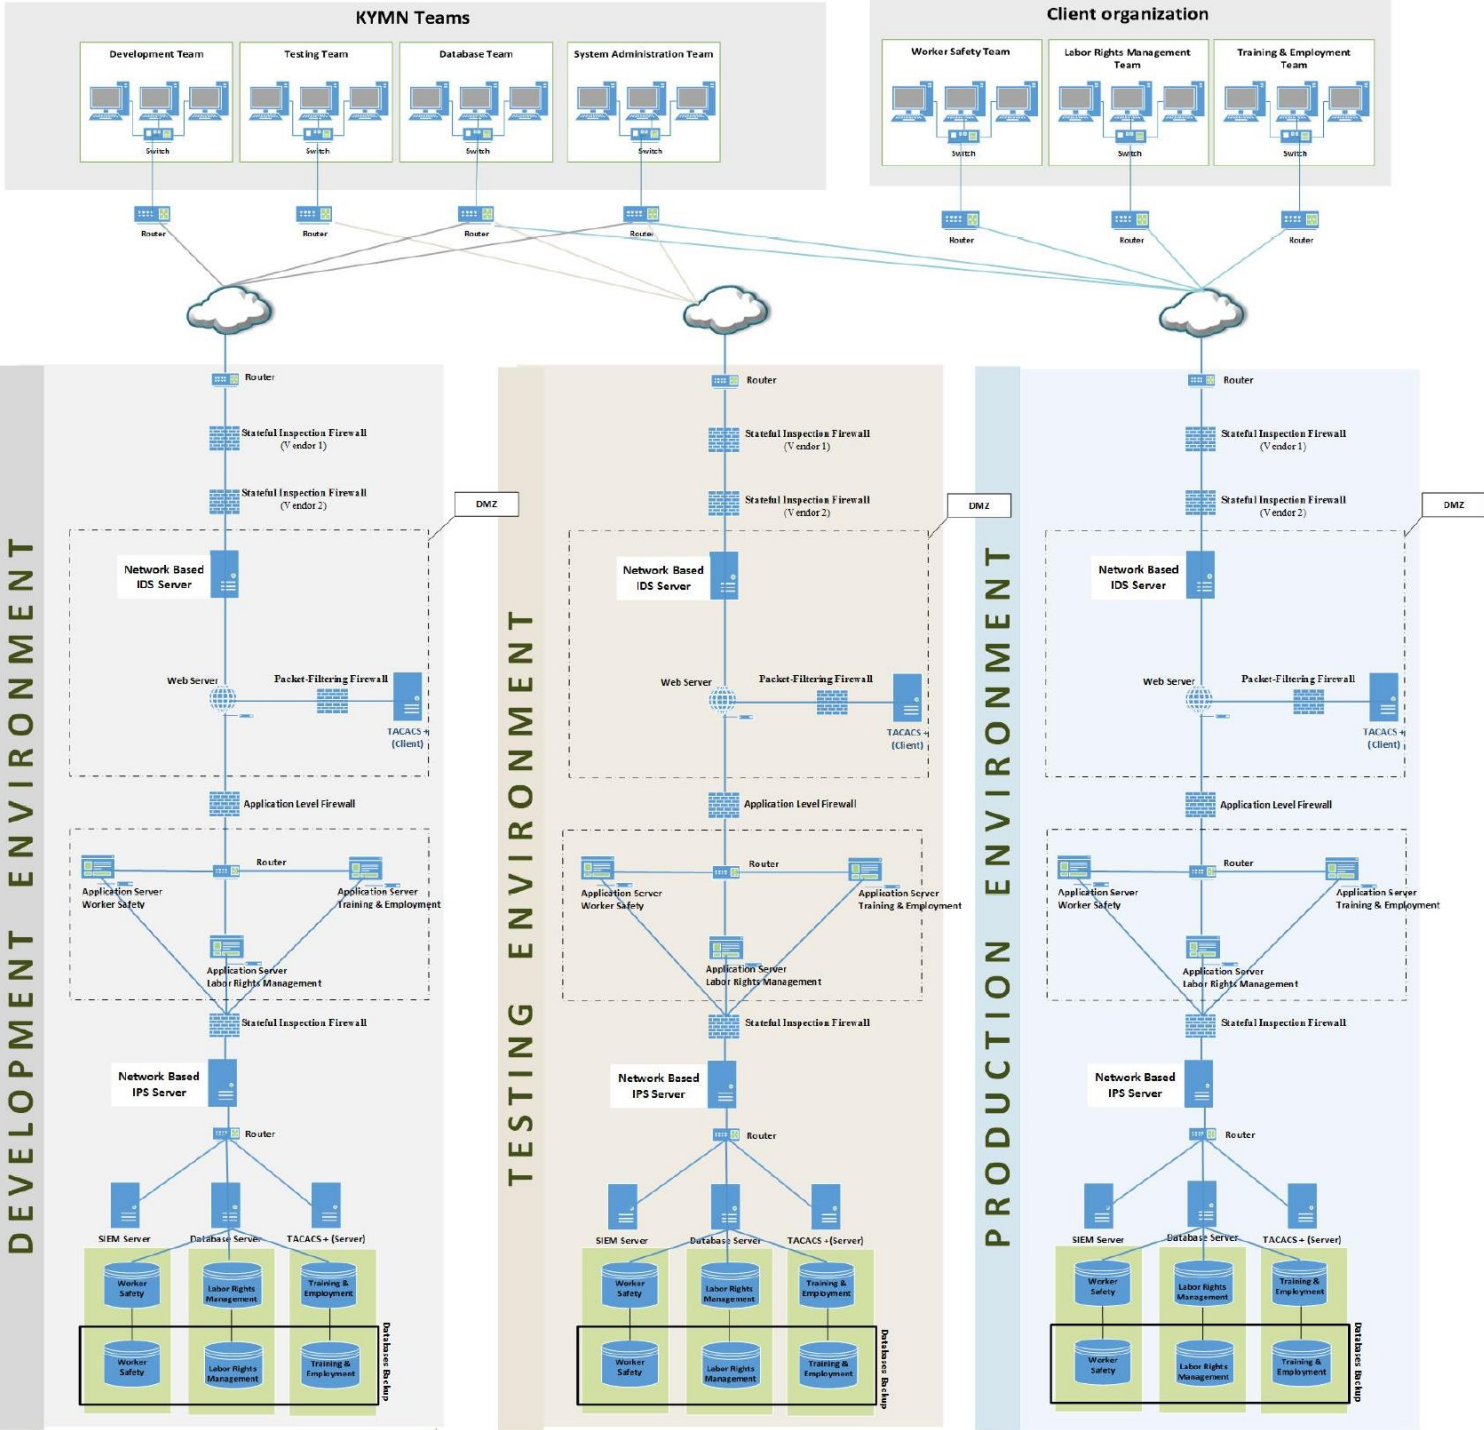 KYMN Teams
Development Team
Testing Team
Database Team
System Administration Team
Switch
Switch
Switch
Switch
Router
Router
Router
Router
Client organization
Worker Safety Team
Labor Rights Management
Team
Training & Employment
Team
Switch
Switch
Switch
Router
Router
Router
DEVELOPMENT ENVIRONMENT
Router
Stateful Inspection Firewall
(Vendor 1)
Stateful Inspection Firewall
(Vendor 2)
DMZ
Network Based
IDS Server
Web Server
Packet-Filtering Firewall
TACACS +
(Client)
Application Level Firewall
Router
Application Server
Worker Safety
Application Server
Training & Employment
Application Server
Labor Rights Management
Stateful Inspection Firewall
Network Based
IPS Server
Router
SIEM Server
Database Server
TACACS + (Server)
Worker
Safety
Labor Rights
Management
Training &
Employment
Worker
Safety
Labor Rights
Management
Training &
Employment
Databases Backup
TESTING ENVIRONMENT
Router
Stateful Inspection Firewall
(Vendor 1)
Stateful Inspection Firewall
(Vendor 2)
DMZ
Network Based
IDS Server
Web Server
Packet-Filtering Firewall
TACACS +
(Client)
Application Level Firewall
Router
Application Server
Worker Safety
Application Server
Training & Employment
Application Server
Labor Rights Management
Stateful Inspection Firewall
Network Based
IPS Server
Router
SIEM Server
Database Server
TACACS +(Server)
Worker
Safety
Labor Rights
Management
Training &
Employment
Worker
Safety
Labor Rights
Management
Training &
Employment
Databases Backup
PRODUCTION ENVIRONMENT
Router
Stateful Inspection Firewall
(Vendor 1)
Stateful Inspection Firewall
(Vendor 2)
DMZ
Network Based
IDS Server
Web Server
Packet-Filtering Firewall
TACACS +
(Client)
Application Level Firewall
Router
Application Server
Worker Safety
Application Server
Training & Employment
Application Server
Labor Rights Management
Stateful Inspection Firewall
Network Based
IPS Server
Router
SIEM Server
Database Server
TACACS + (Server)
Worker
Safety
Labor Rights
Management
Training &
Employment
Worker
Safety
Labor Rights
Management
Training &
Employment
Databases Backup